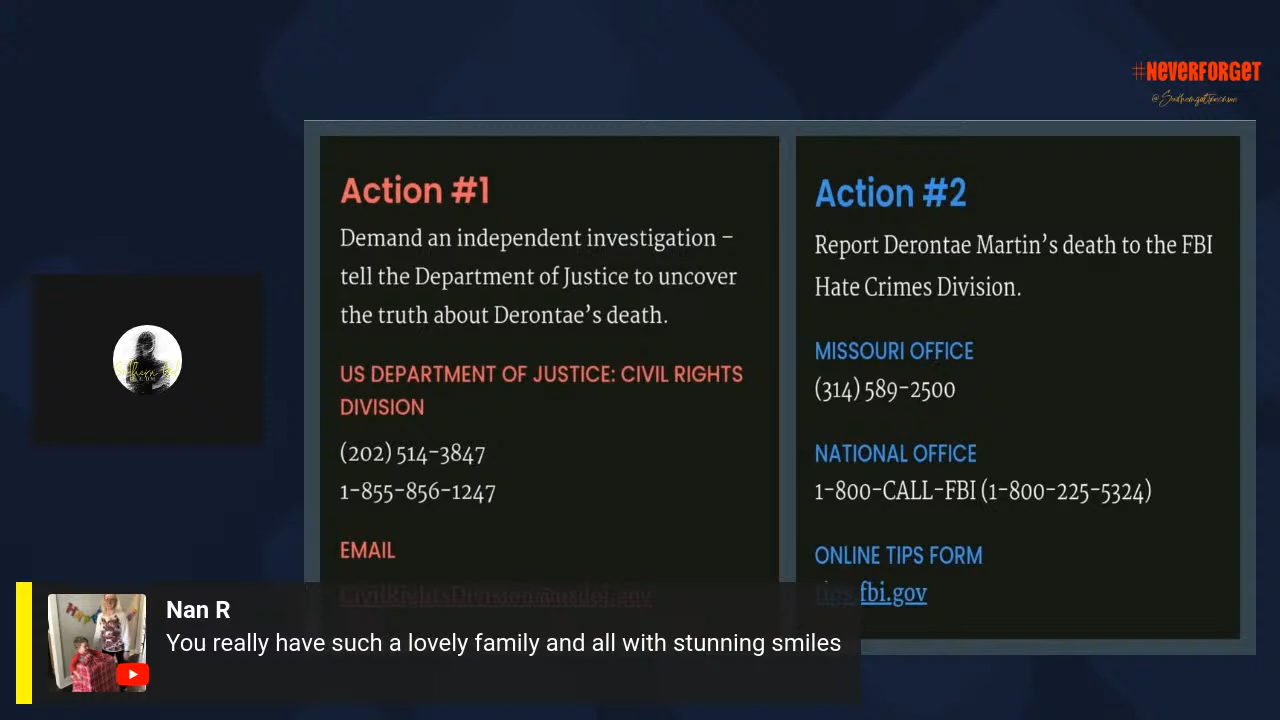 #NEVERFORGET
Action #1
Demand an independent investigation –
tell the Department of Justice to uncover
the truth about Derontae’s death.
US DEPARTMENT OF JUSTICE: CIVIL RIGHTS
DIVISION
(202) 514-3847
1-855-856-1247
EMAIL
CivilRightsDivision@usdoj.gov
Action #2
Report Derontae Martin’s death to the FBI
Hate Crimes Division.
MISSOURI OFFICE
(314) 589-2500
NATIONAL OFFICE
1-800-CALL-FBI (1-800-225-5324)
ONLINE TIPS FORM
tips.fbi.gov
Nan R
You really have such a lovely family and all with stunning smiles